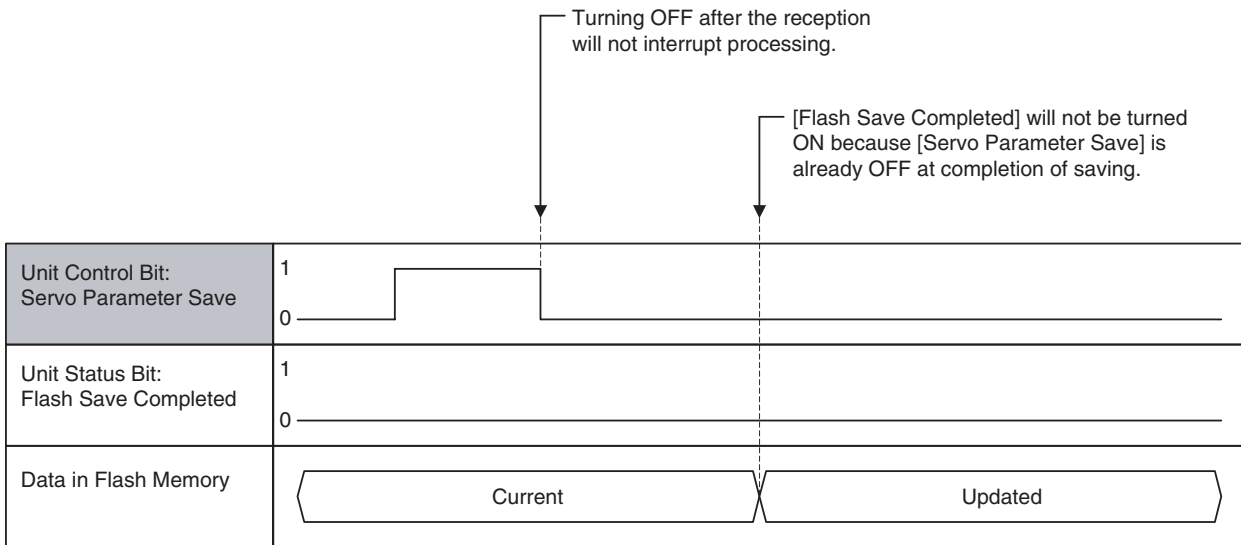 Turning OFF after the reception
will not interrupt processing.
[Flash Save Completed] will not be turned
ON because [Servo Parameter Save] is
already OFF at completion of saving.
Unit Control Bit:
Servo Parameter Save
1
0
Unit Status Bit:
Flash Save Completed
1
0
Data in Flash Memory
Current
Updated